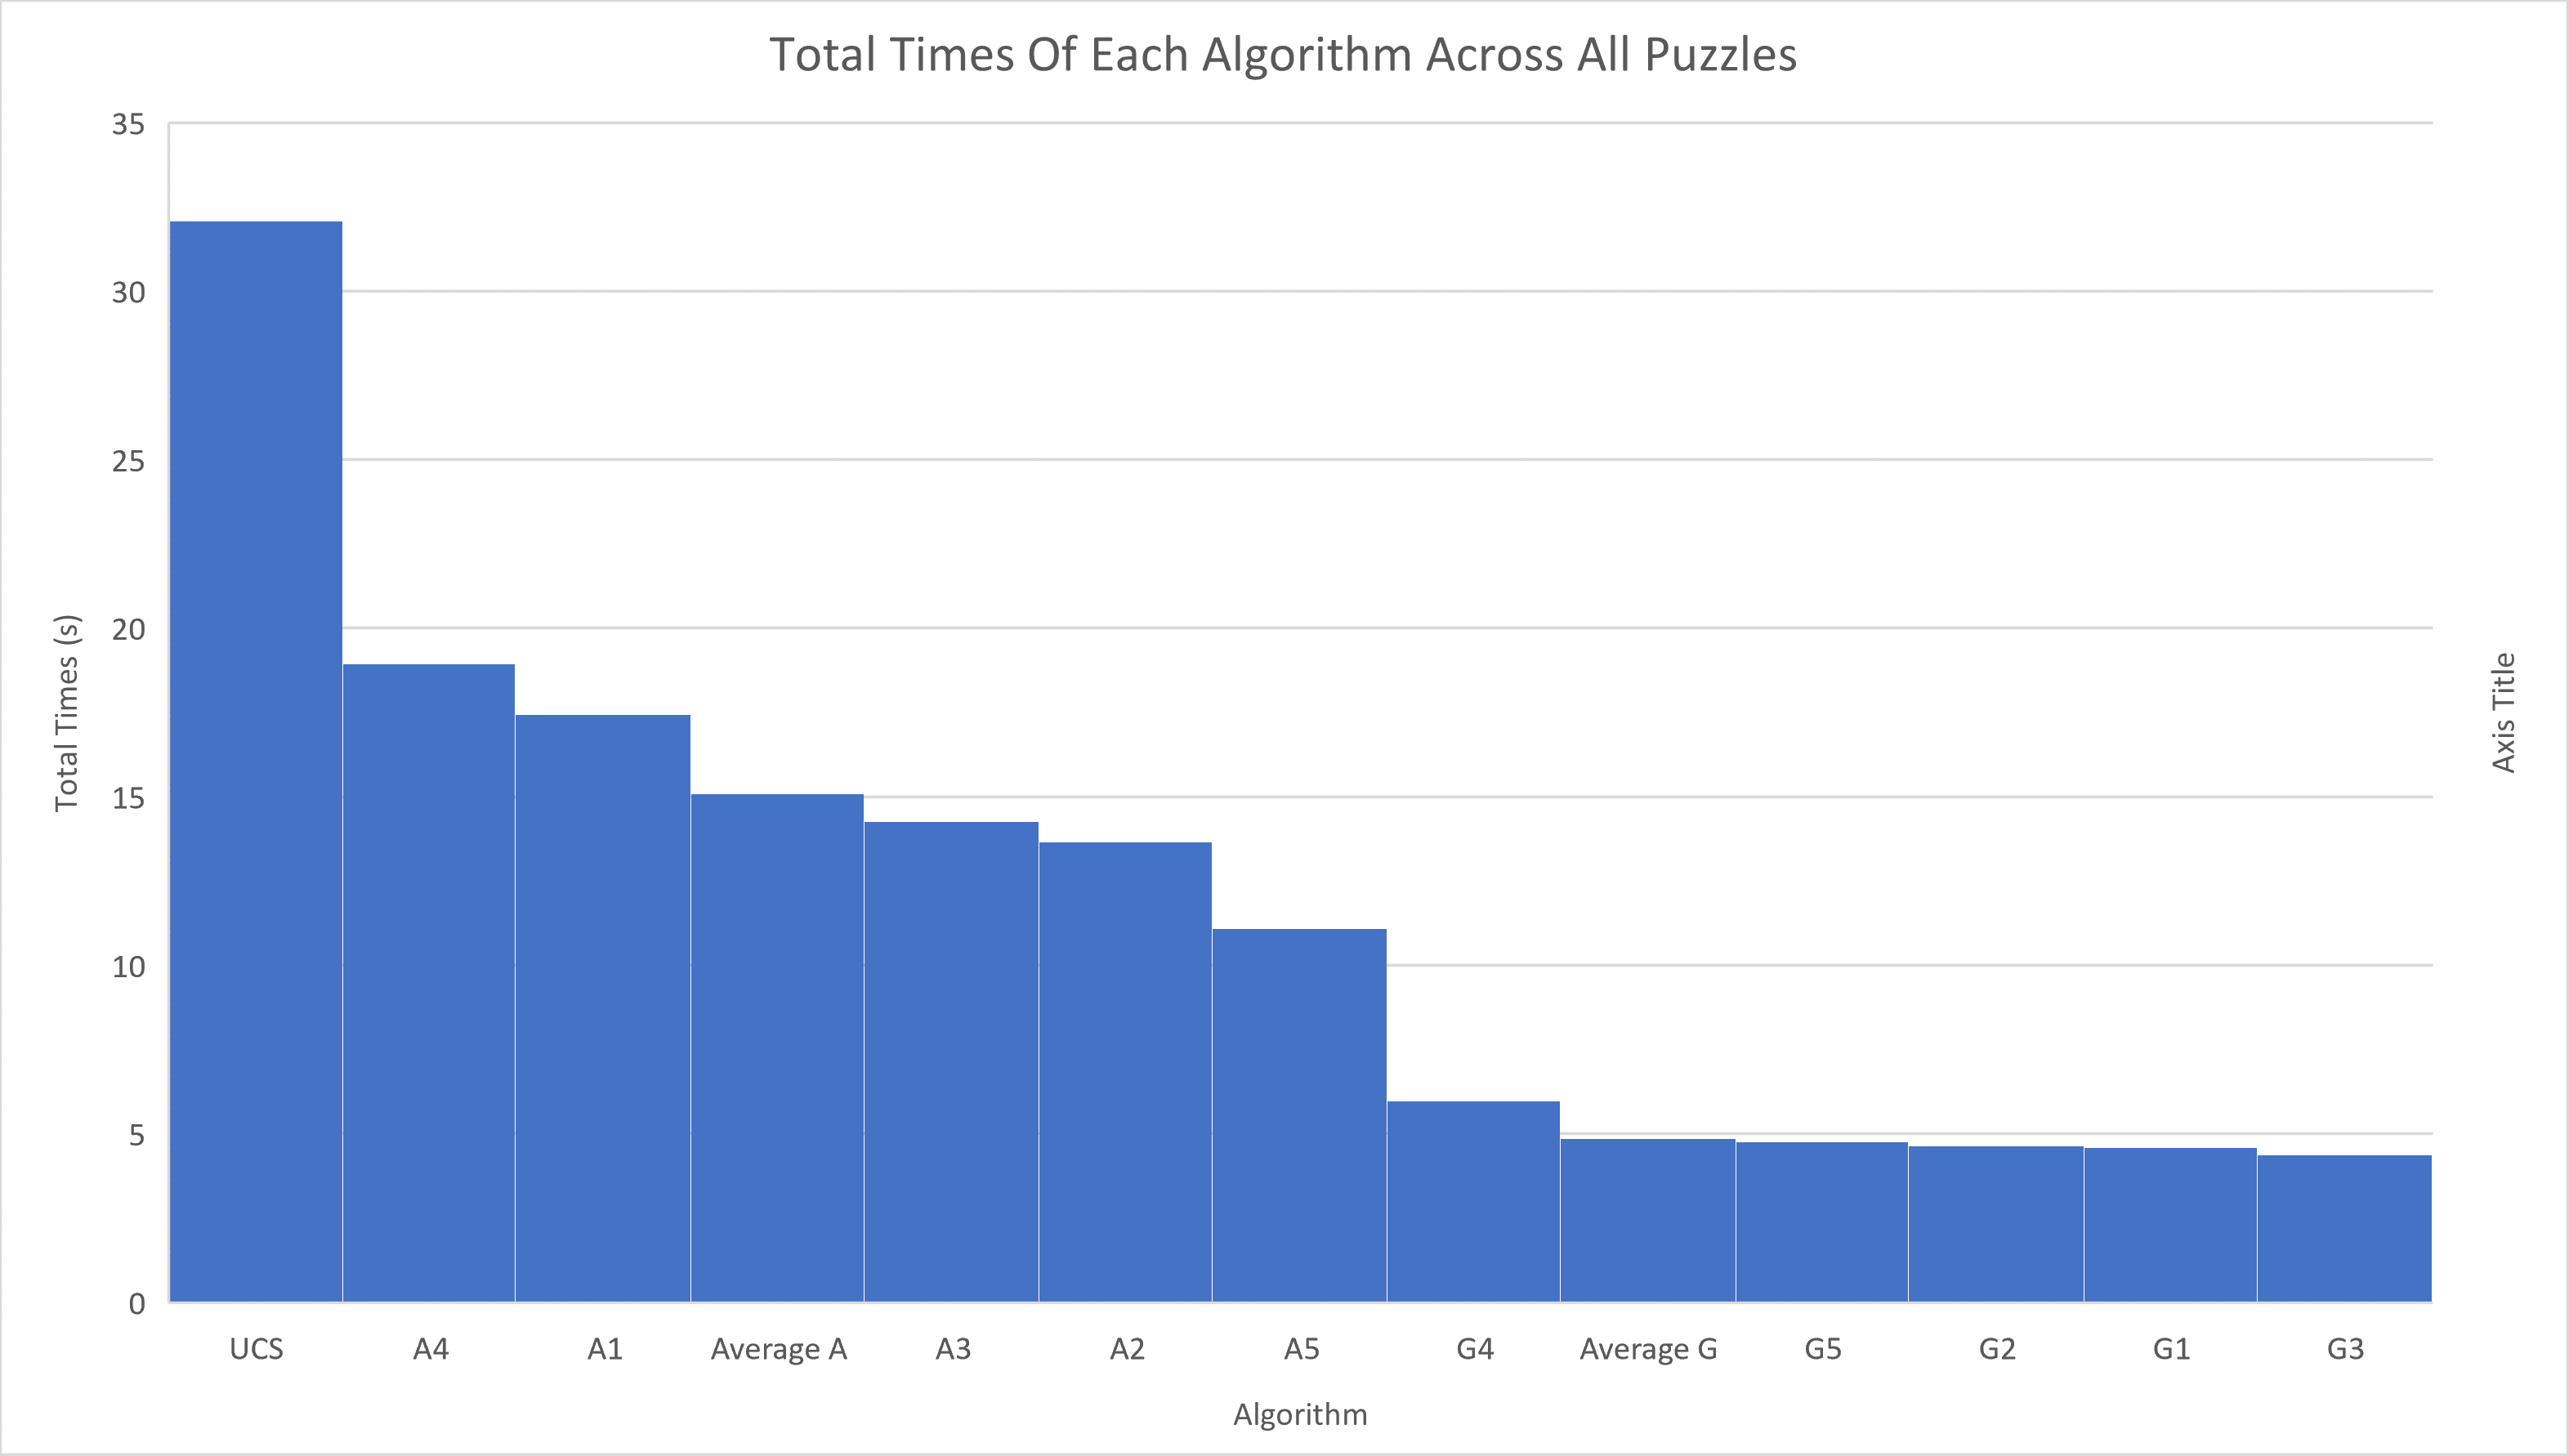 Total Times Of Each Algorithm Across All Puzzles
35
30
25
20
15
10
5
0
Total Times (s)
Axis Title
UCS A4 A1 Average A A3 A2 A5 G4 Average G G5 G2 G1 G3
Algorithm